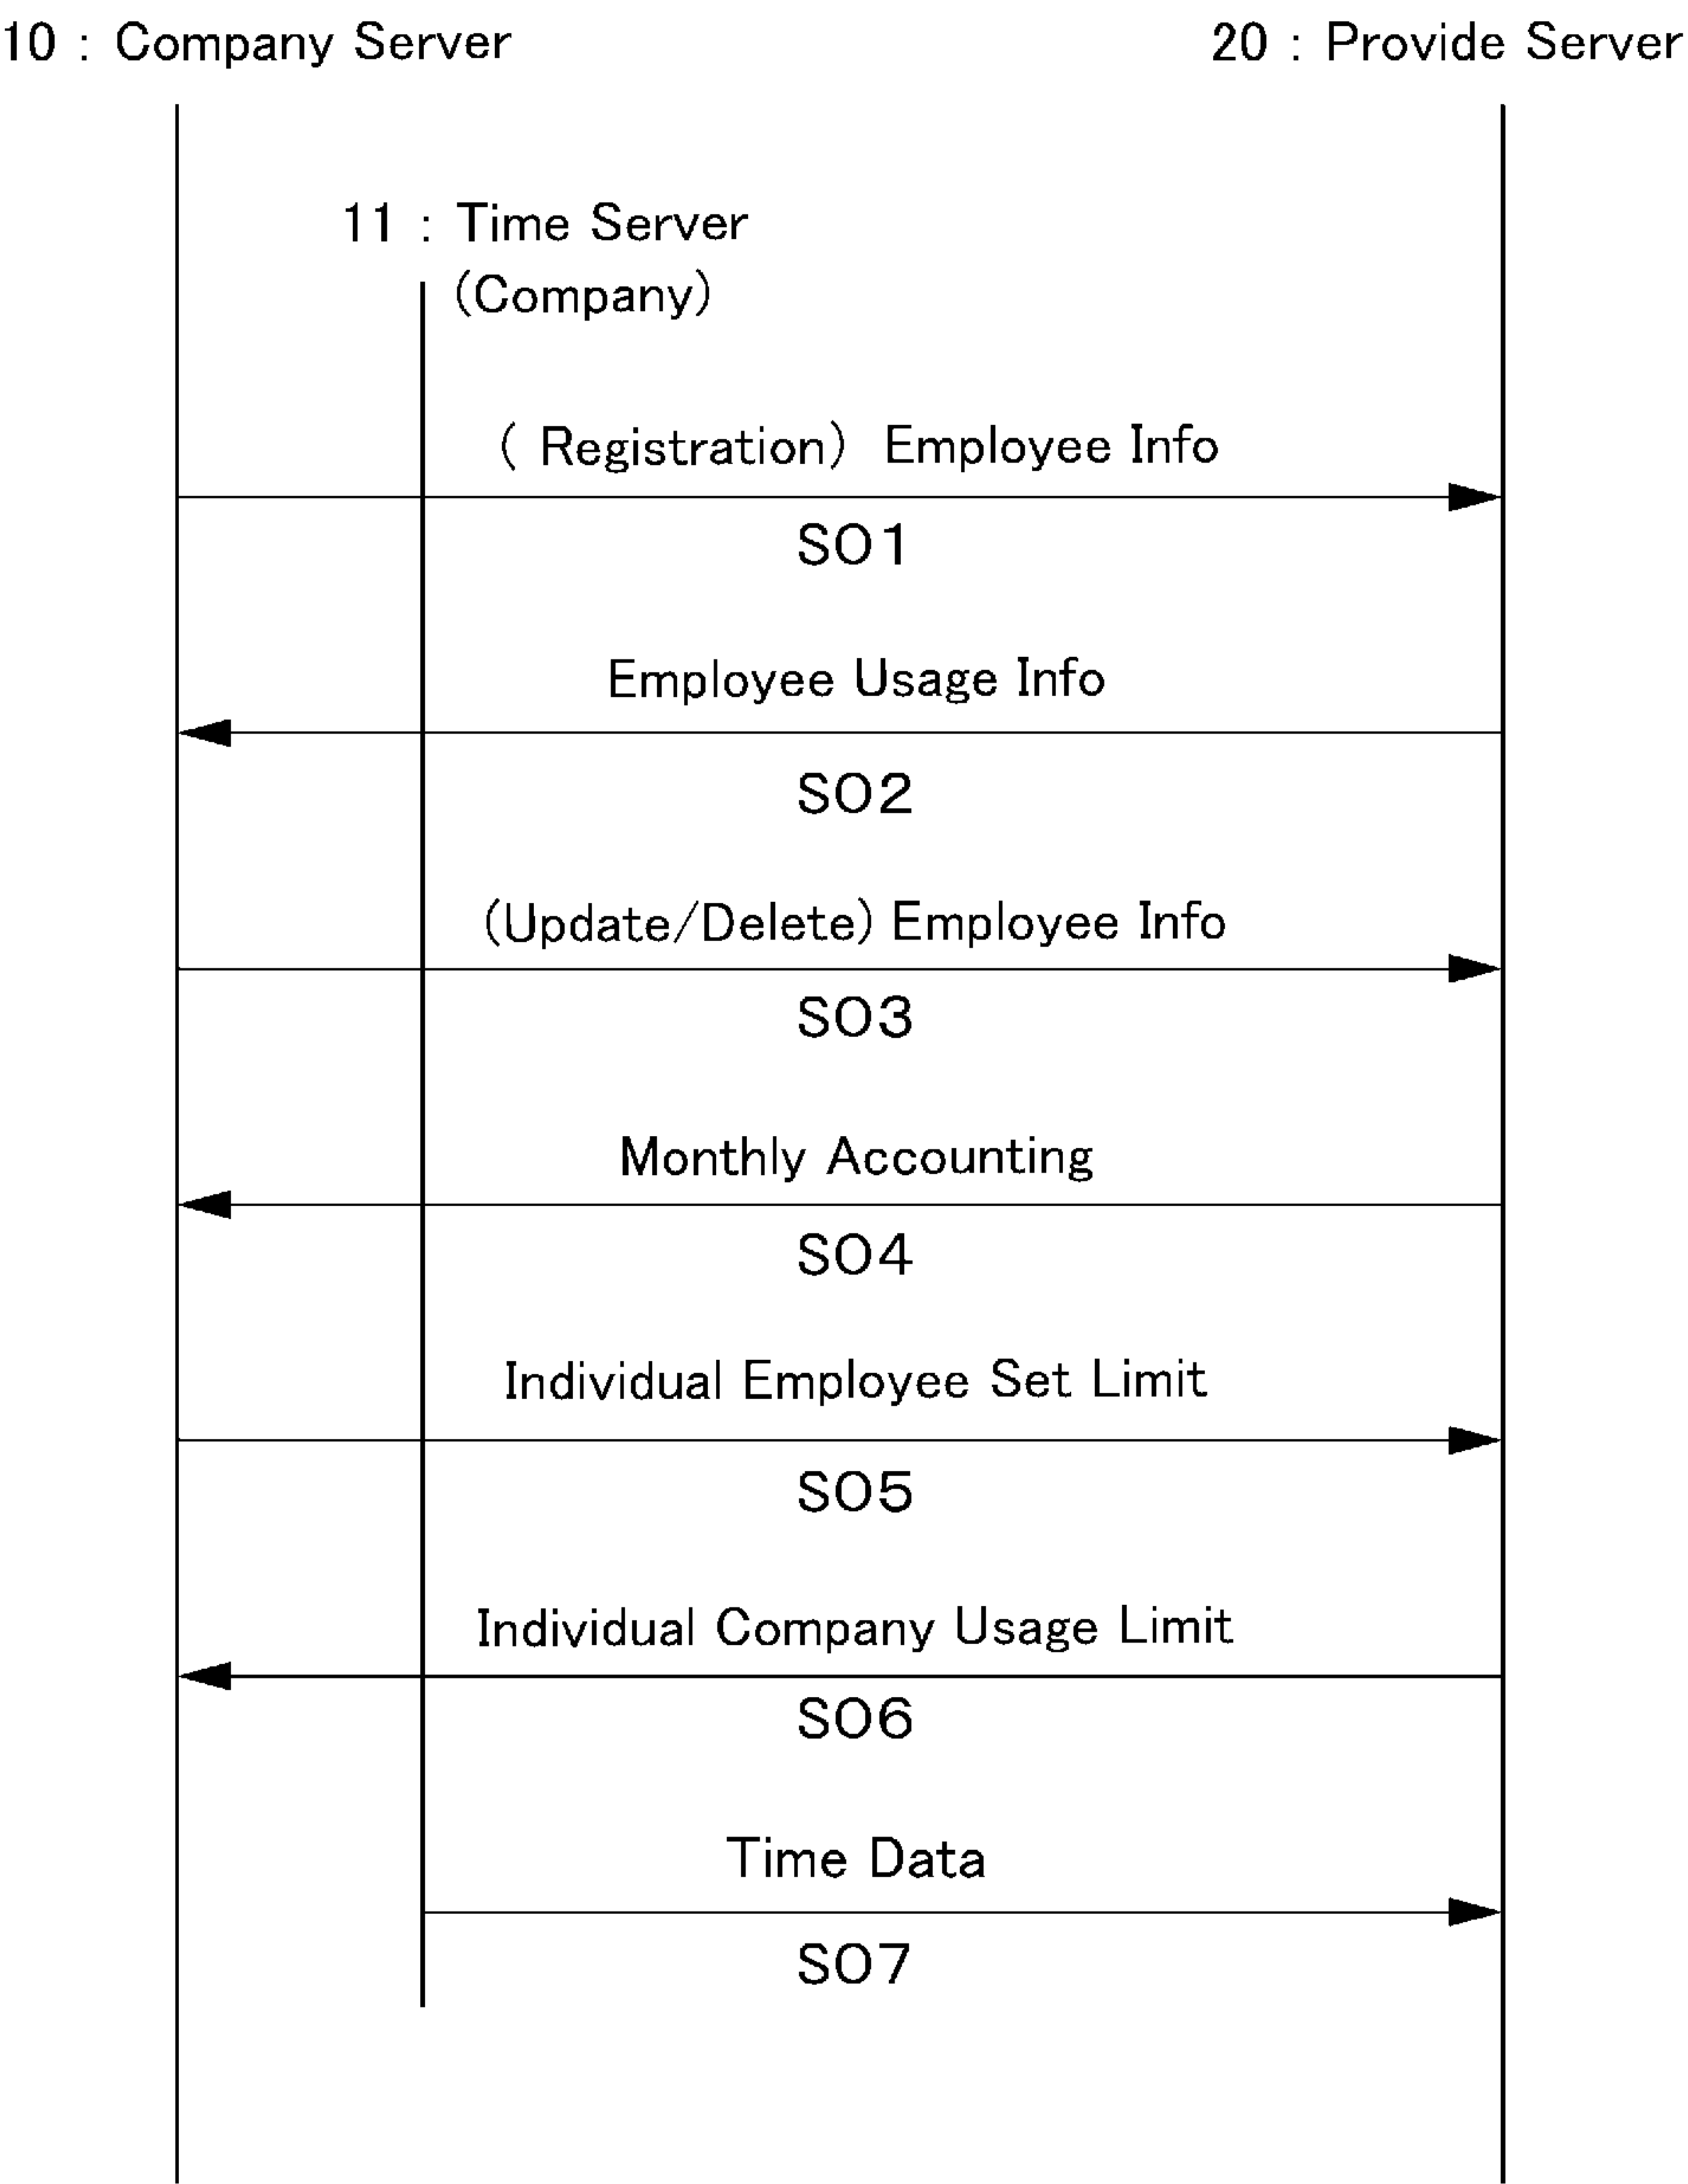 10 : Company Server
20 : Provide Server
11 : Time Server
(Company)
( Registration) Employee Info
SO1
Employee Usage Info
SO2
(Update/Delete) Employee Info
SO3
Monthly Accounting
SO4
Individual Employee Set Limit
SO5
Individual Company Usage Limit
SO6
Time Data
SO7